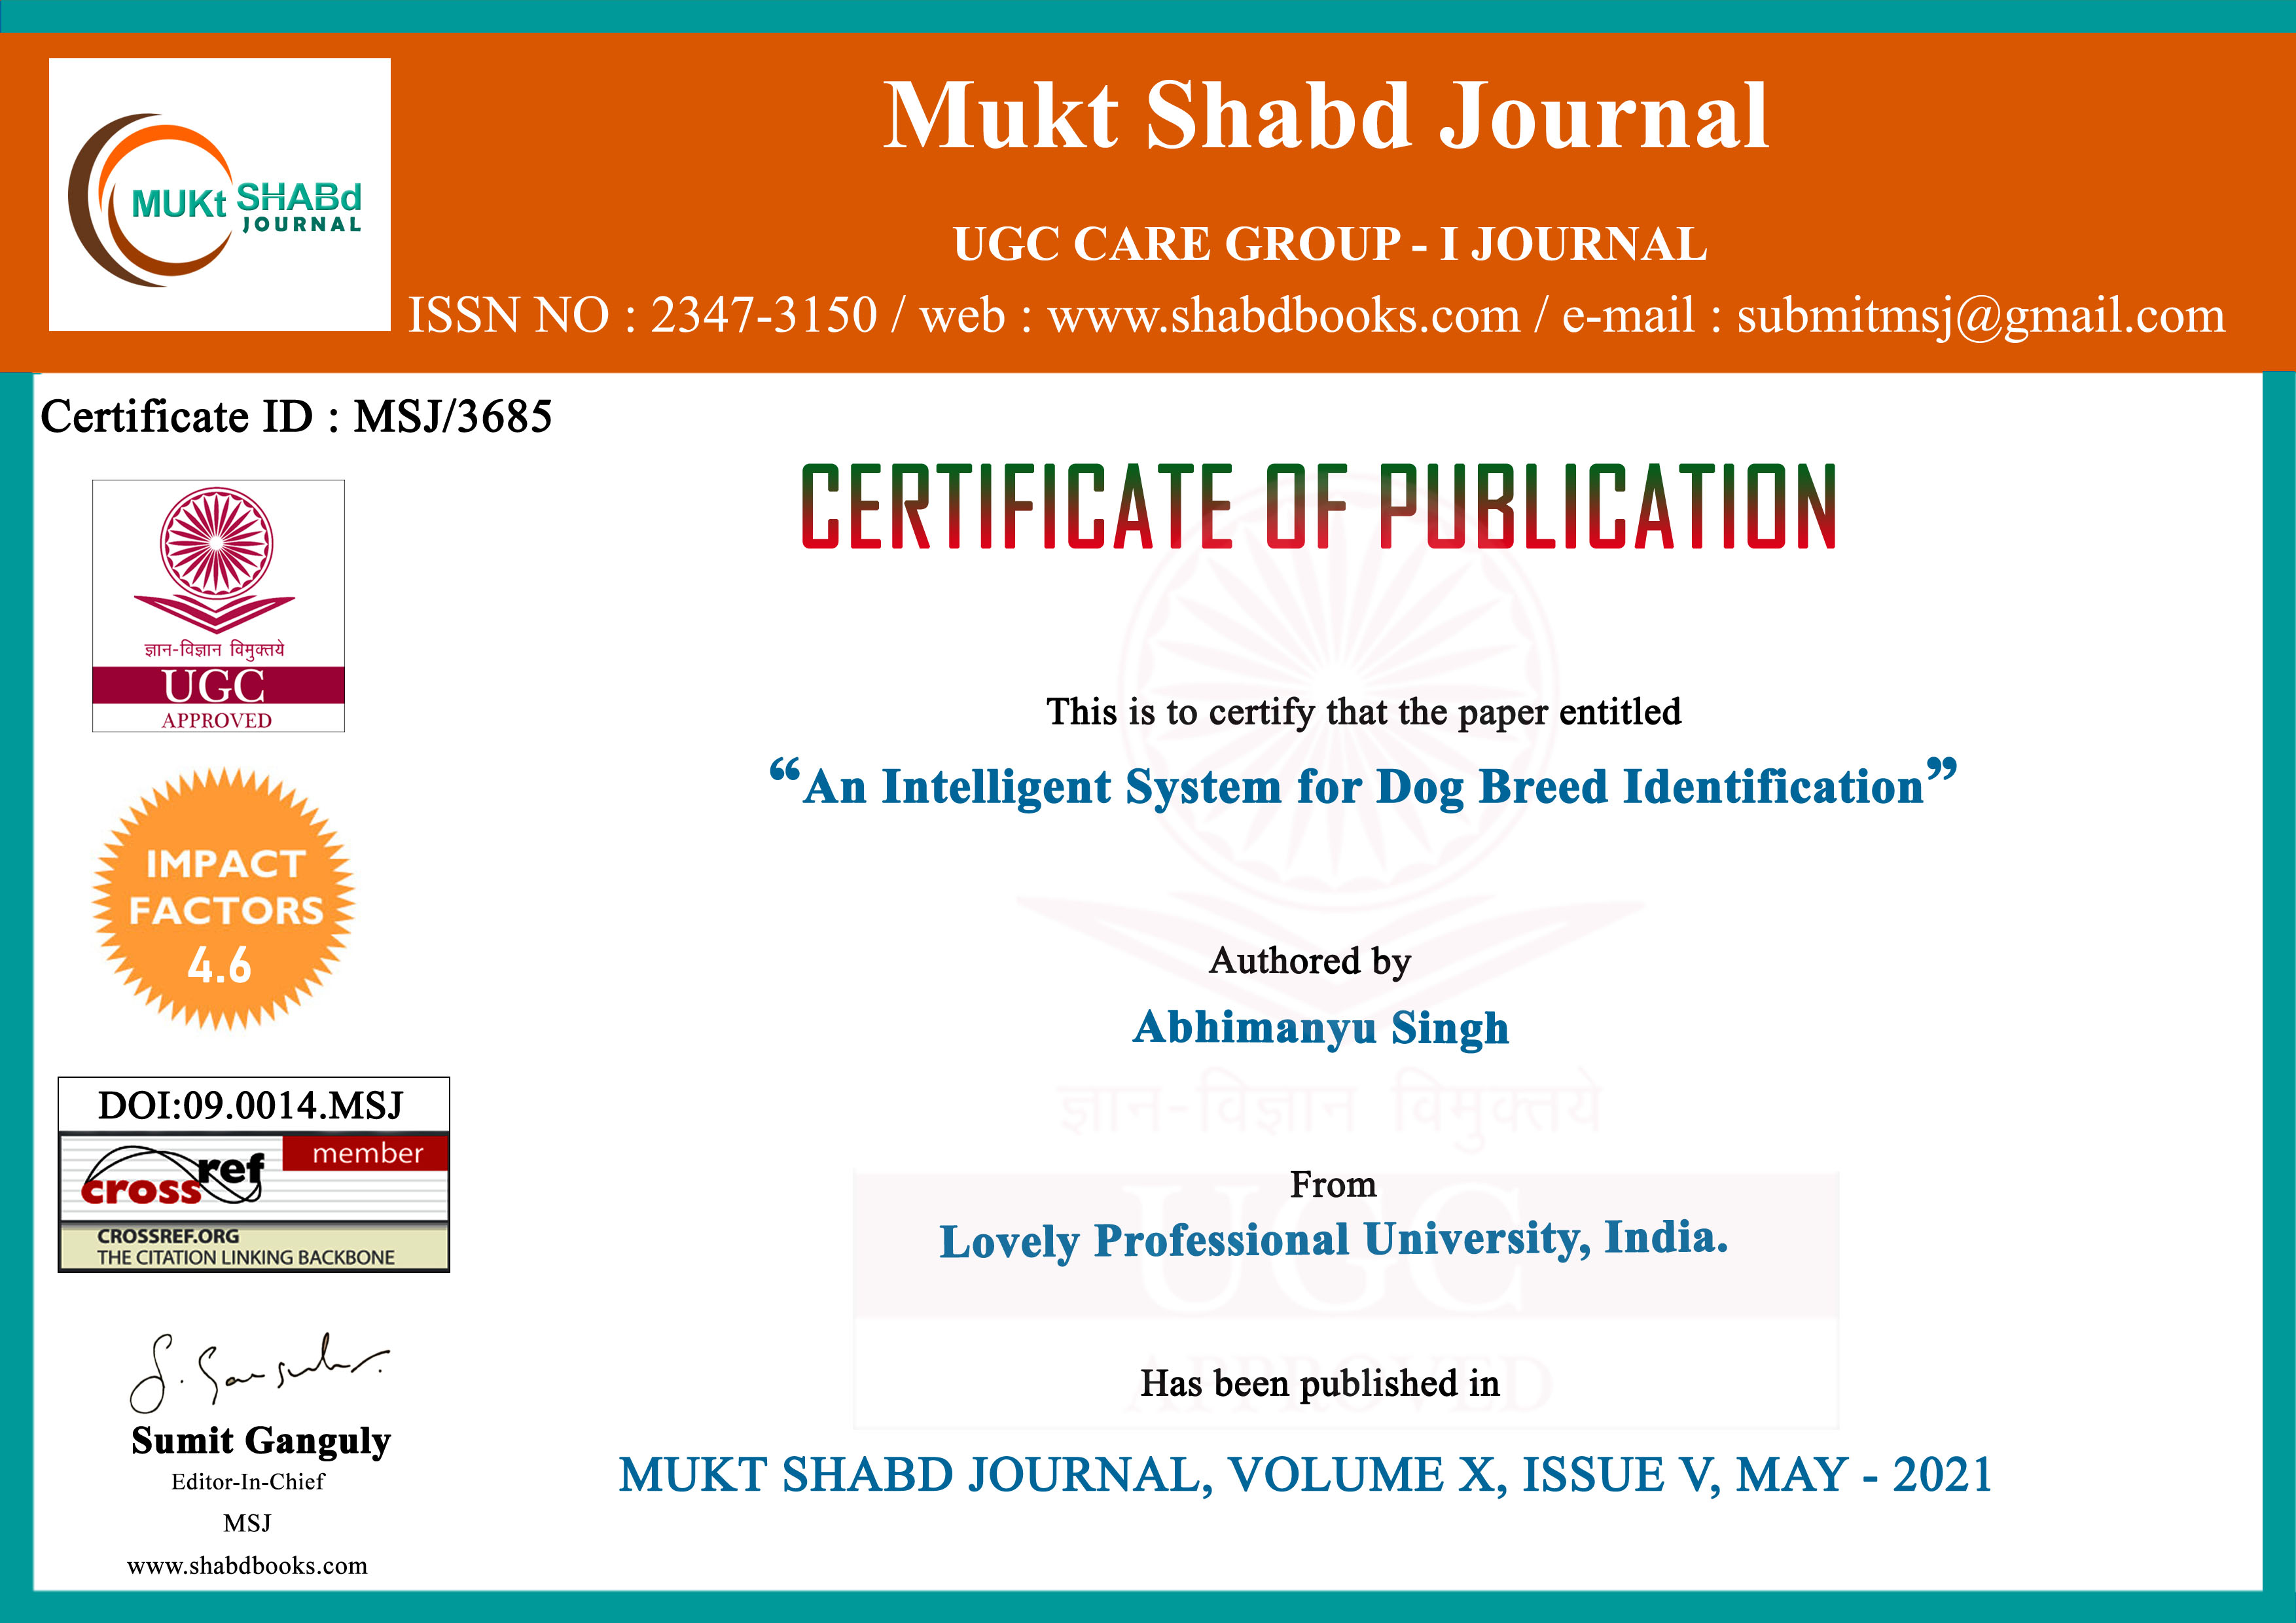 MUKt SHABd
JOURNAL
Mukt Shabd Journal
UGC CARE GROUP - I JOURNAL
ISSN NO : 2347-3150 / web : www.shabdbooks.com / e-mail : submitmsj@gmail.com
Certificate ID : MSJ/3685
CERTIFICATE OF PUBLICATION
ज्ञान-विज्ञान विमुक्तये
UGC
APPROVED
This is to certify that the paper entitled
“An Intelligent System for Dog Breed Identification”
IMPACT
FACTORS
4.6
Authored by
Abhimanyu Singh
ज्ञान-विज्ञान विमुक्तये
DOI:09.0014.MSJ
member
crossref
CROSSREF.ORG
THE CITATION LINKING BACKBONE
From
Lovely Professional University, India.
UGC
Has been published in
APPROVED
MUKT SHABD JOURNAL, VOLUME X, ISSUE V, MAY - 2021
S. Ganguly.
Sumit Ganguly
Editor-In-Chief
MSJ
www.shabdbooks.com